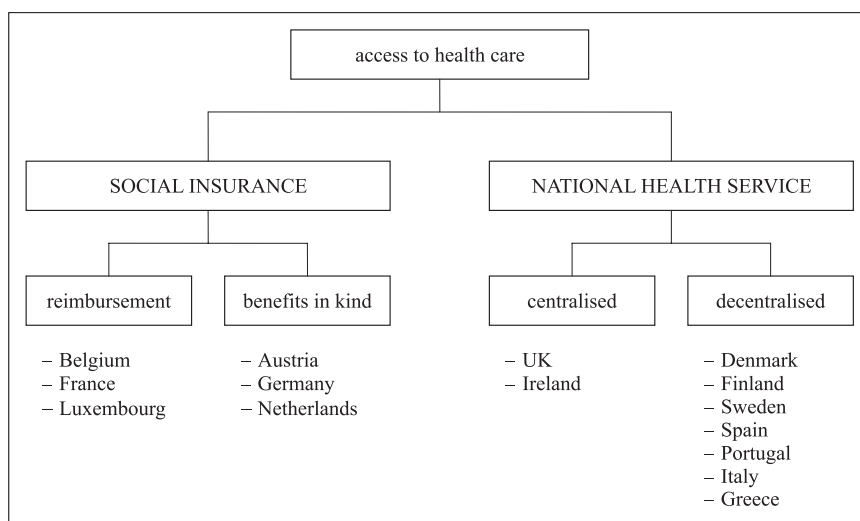 access to health care
SOCIAL INSURANCE
NATIONAL HEALTH SERVICE
reimbursement
benefits in kind
centralised
decentralised
– Belgium
– France
– Luxembourg
– Austria
– Germany
– Netherlands
– UK
– Ireland
– Denmark
– Finland
– Sweden
– Spain
– Portugal
– Italy
– Greece